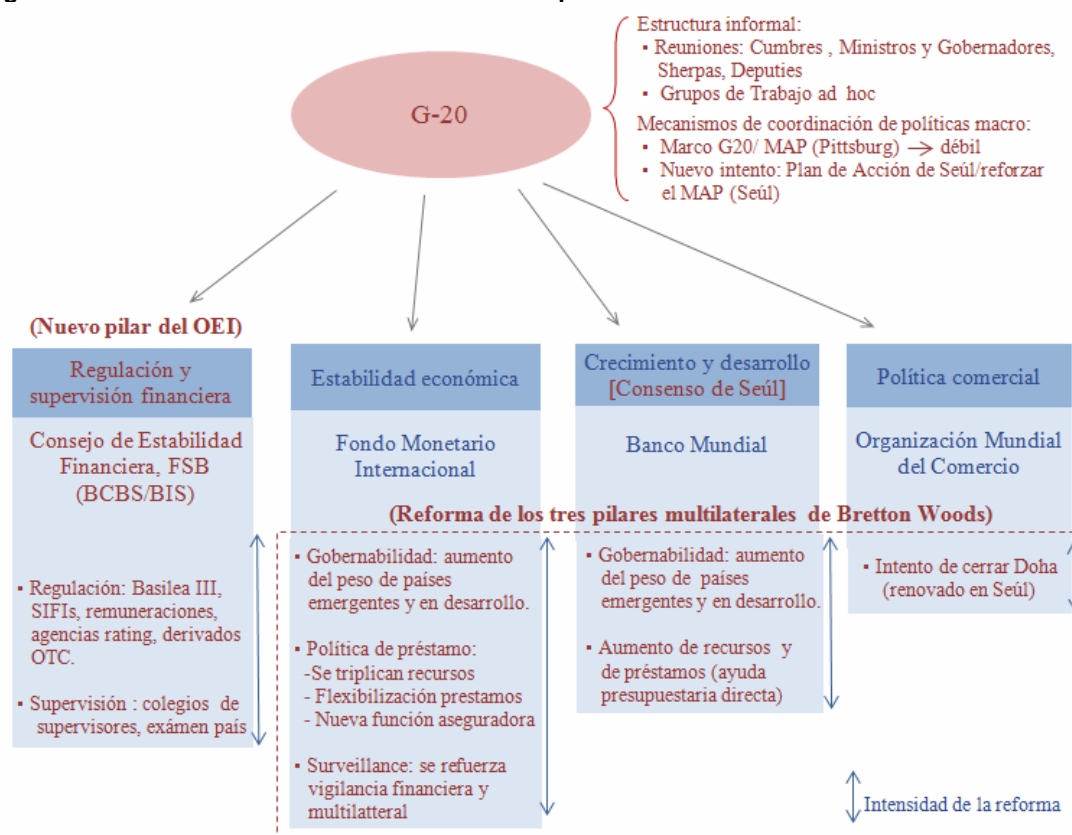 G-20
Estructura informal:
▪ Reuniones: Cumbres , Ministros y Gobernadores,
Sherpas, Deputies
▪ Grupos de Trabajo ad hoc
Mecanismos de coordinación de políticas macro:
▪ Marco G20/ MAP (Pittsburg) → débil
▪ Nuevo intento: Plan de Acción de Seúl/reforzar
el MAP (Seúl)
(Nuevo pilar del OEI)
Regulación y
supervisión financiera
Consejo de Estabilidad
Financiera, FSB
(BCBS/BIS)
▪ Regulación: Basilea III,
SIFIs, remuneraciones,
agencias rating, derivados
OTC.
▪ Supervisión : colegios de
supervisores, exámen país
Estabilidad económica
Fondo Monetario
Internacional
Crecimiento y desarrollo
[Consenso de Seúl]
Banco Mundial
Política comercial
Organización Mundial
del Comercio
(Reforma de los tres pilares multilaterales de Bretton Woods)
▪ Gobernabilidad: aumento
del peso de países
emergentes y en desarrollo.
▪ Política de préstamo:
-Se triplican recursos
- Flexibilización prestamos
- Nueva función aseguradora
▪ Surveillance: se refuerza
vigilancia financiera y
multilatteral
▪ Gobernabilidad: aumento
del peso de países
emergentes y en desarrollo.
▪ Aumento de recursos y
de préstamos (ayuda
presupuestaria directa)
▪ Intento de cerrar Doha
(renovado en Seúl)
Intensidad de la reforma